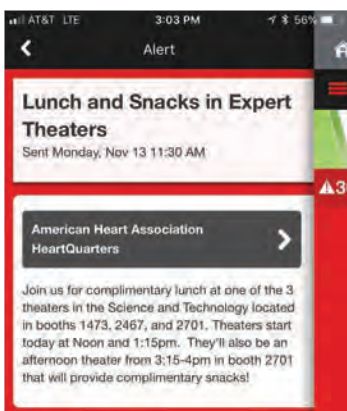 AT&T LTE 3:03 PM 56%
Alert
Lunch and Snacks in Expert
Theaters
Sent Monday, Nov 13 11:30 AM
American Heart Association
HeartQuarters
Join us for complimentary lunch at one of the 3
theaters in the Science and Technology located
in booths 1473, 2467, and 2701. Theaters start
today at Noon and 1:15pm. They'll also be an
afternoon theater from 3:15-4pm in booth 2701
that will provide complimentary snacks!